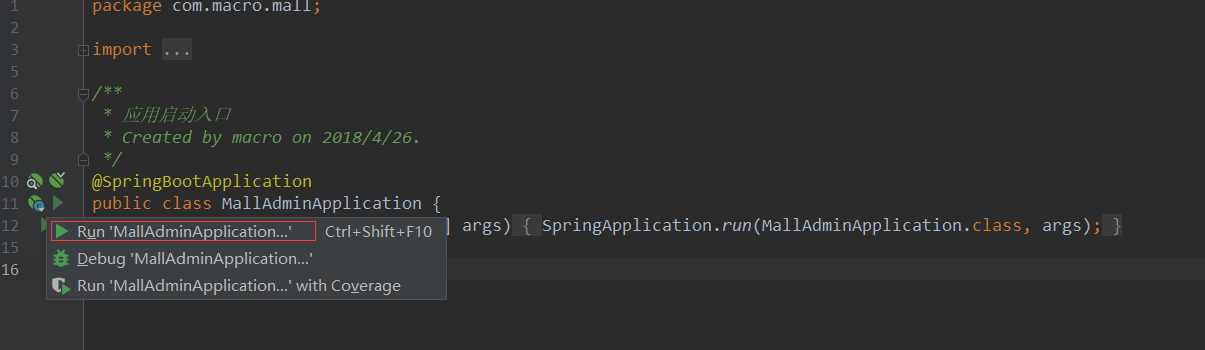 1 package com.macro.mall;
2
3 import ...
5
6 /**
7 * 应用启动入口
8 * Created by macro on 2018/4/26.
9 */
10 @SpringBootApplication
11 public class MallAdminApplication {
12 ] args) { SpringApplication.run(MallAdminApplication.class, args); }
Run 'MallAdminApplication...' Ctrl+Shift+F10
15
Debug 'MallAdminApplication...'
16
Run 'MallAdminApplication...' with Coverage